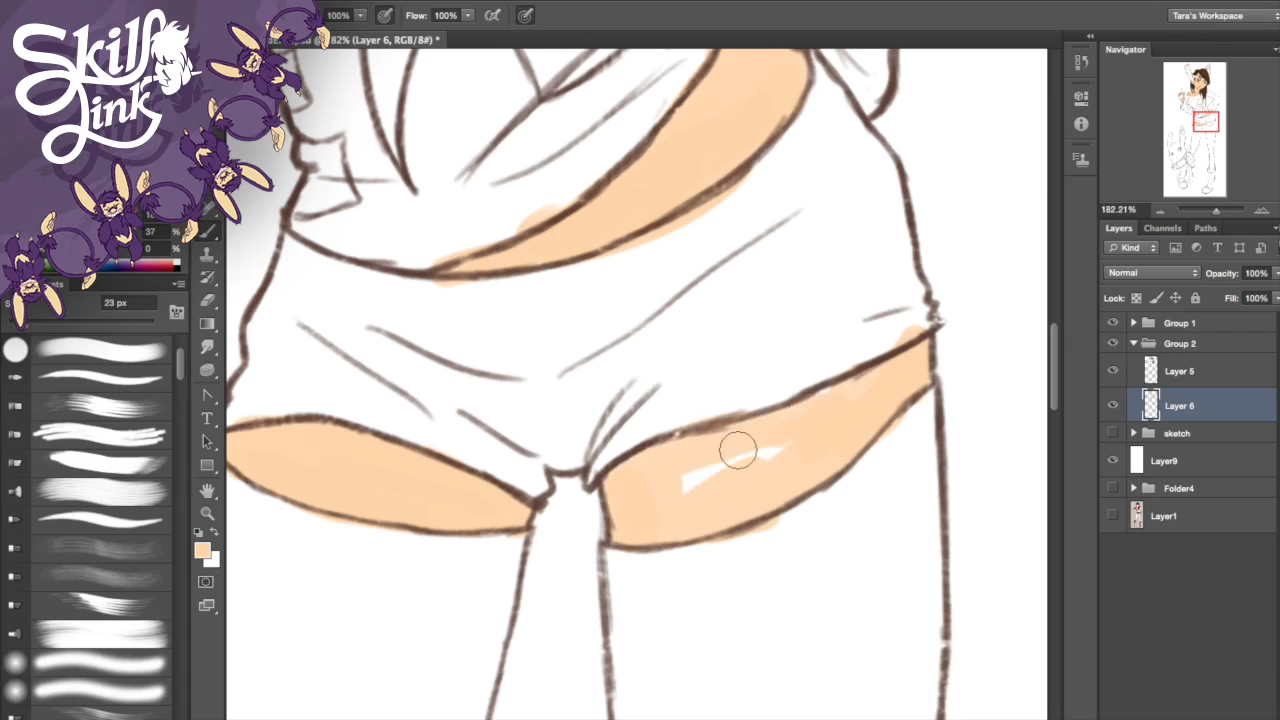 Skill
Link
100%
Flow: 100%
Tara's Workspace
82% (Layer 6, RGB/8#) *
Navigator
182.21%
Layers Channels Paths
Kind
Normal Opacity: 100%
Lock: Fill: 100%
Group 1
Group 2
Layer 5
Layer 6
sketch
Layer9
Folder4
Layer1
37 %
0 %
23 px